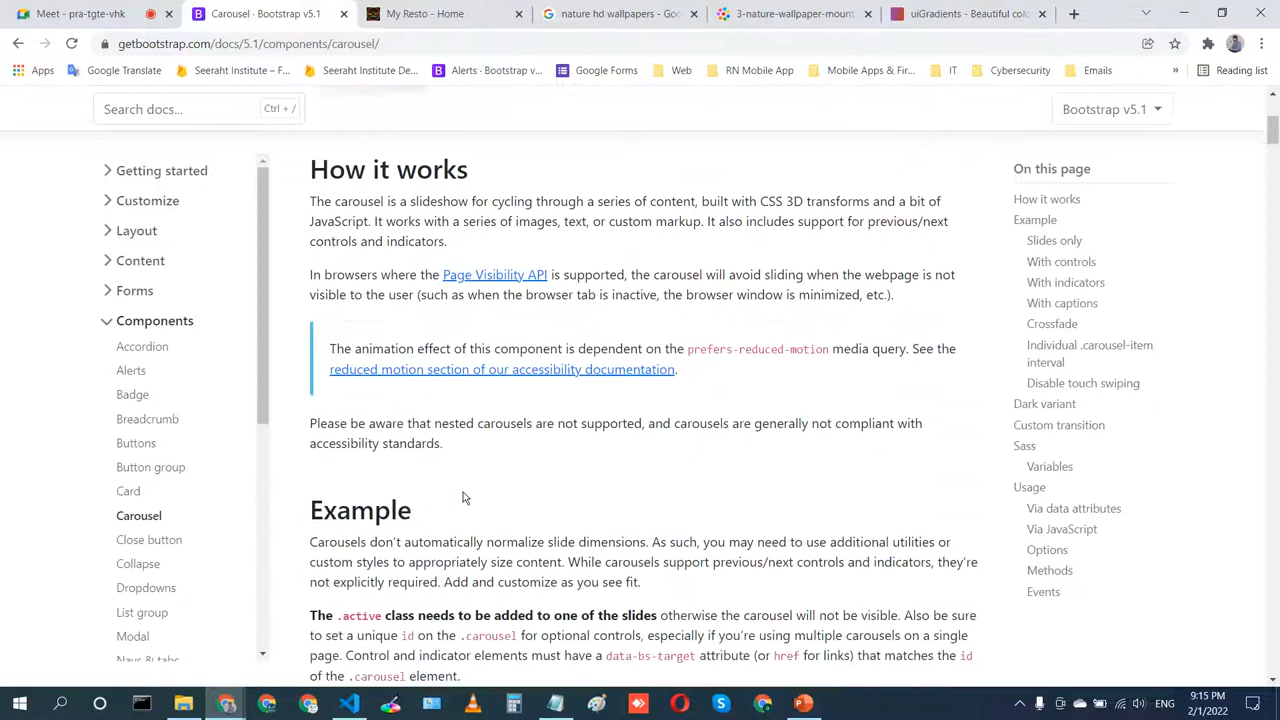 Meet - pra-tgte-vhk
Carousel · Bootstrap v5.1
My Resto - Home
nature hd wallpapers - Goo
3-nature-wallpaper-mount
uiGradients - Beautiful colo
getbootstrap.com/docs/5.1/components/carousel/
Apps
Google Translate
Seeraht Institute – F...
Seeraht Institute De...
Alerts · Bootstrap v...
Google Forms
Web
RN Mobile App
Mobile Apps & Fir...
IT
Cybersecurity
Emails
»
Reading list
Search docs...
Ctrl + /
Bootstrap v5.1
Getting started
Customize
Layout
Content
Forms
Components
Accordion
Alerts
Badge
Breadcrumb
Buttons
Button group
Card
Carousel
Close button
Collapse
Dropdowns
List group
Modal
Navs & tabs
How it works
The carousel is a slideshow for cycling through a series of content, built with CSS 3D transforms and a bit of
JavaScript. It works with a series of images, text, or custom markup. It also includes support for previous/next
controls and indicators.
In browsers where the Page Visibility API is supported, the carousel will avoid sliding when the webpage is not
visible to the user (such as when the browser tab is inactive, the browser window is minimized, etc.).
The animation effect of this component is dependent on the prefers-reduced-motion media query. See the
reduced motion section of our accessibility documentation.
Please be aware that nested carousels are not supported, and carousels are generally not compliant with
accessibility standards.
Example
Carousels don’t automatically normalize slide dimensions. As such, you may need to use additional utilities or
custom styles to appropriately size content. While carousels support previous/next controls and indicators, they’re
not explicitly required. Add and customize as you see fit.
The .active class needs to be added to one of the slides otherwise the carousel will not be visible. Also be sure
to set a unique id on the .carousel for optional controls, especially if you’re using multiple carousels on a single
page. Control and indicator elements must have a data-bs-target attribute (or href for links) that matches the id
of the .carousel element.
On this page
How it works
Example
Slides only
With controls
With indicators
With captions
Crossfade
Individual .carousel-item
interval
Disable touch swiping
Dark variant
Custom transition
Sass
Variables
Usage
Via data attributes
Via JavaScript
Options
Methods
Events
ENG
9:15 PM
2/1/2022